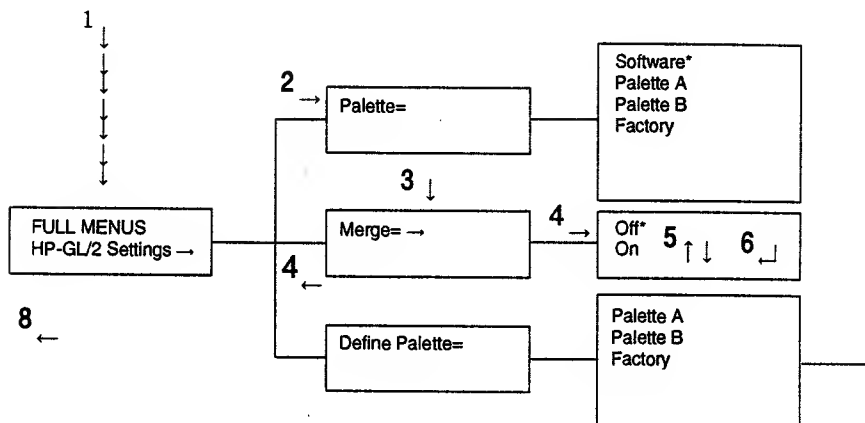 1 ↓
↓
↓
↓
↓
↓
2 →
Palette=
Software*
Palette A
Palette B
Factory
3 ↓
FULL MENUS
HP-GL/2 Settings →
Merge= →
4 →
Off*
On
5 ↑ ↓
6 ↵
4 ←
8 ←
Define Palette=
Palette A
Palette B
Factory